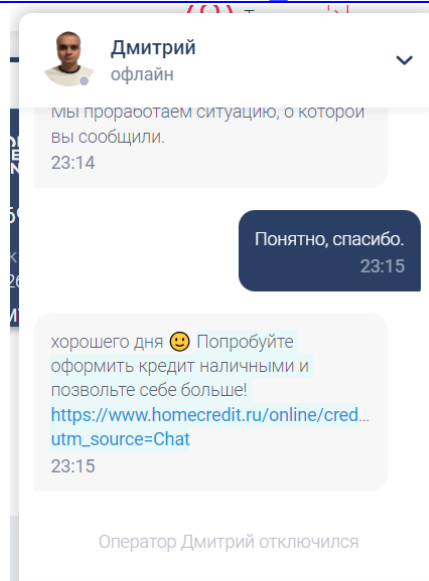 Дмитрий
офлайн
Мы проработаем ситуацию, о которой
вы сообщили.
23:14
Понятно, спасибо.
23:15
хорошего дня 🙂 Попробуйте
оформить кредит наличными и
позвольте себе больше!
https://www.homecredit.ru/online/cred...
utm_source=Chat
23:15
Оператор Дмитрий отключился